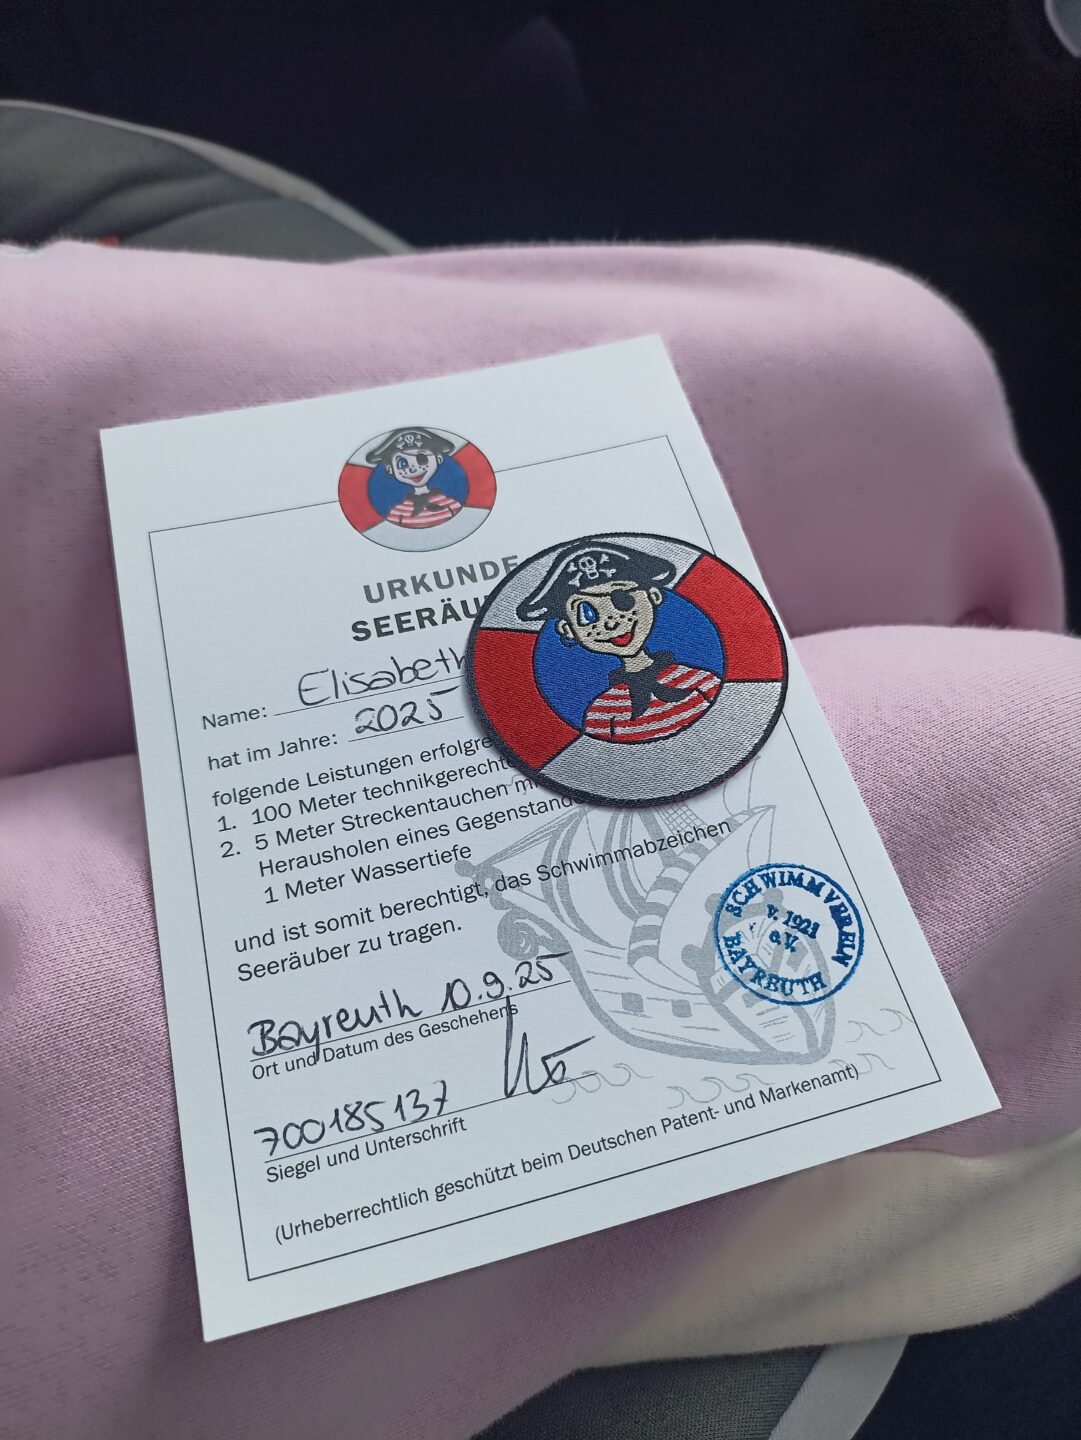 URKUNDE
SEERÄU
Name: Elisabeth
hat im Jahre: 2025
folgende Leistungen erfolgre
1. 100 Meter technikgerecht
2. 5 Meter Streckentauchen m
Herausholen eines Gegenstand
1 Meter Wassertiefe
und ist somit berechtigt, das Schwimmabzeichen
Seeräuber zu tragen.
SCHWIMMVEREIN
v. 1921
e.V.
BAYREUTH
Bayreuth 10.9.25
Ort und Datum des Geschehens
700185137
Siegel und Unterschrift
(Urheberrechtlich geschützt beim Deutschen Patent- und Markenamt)